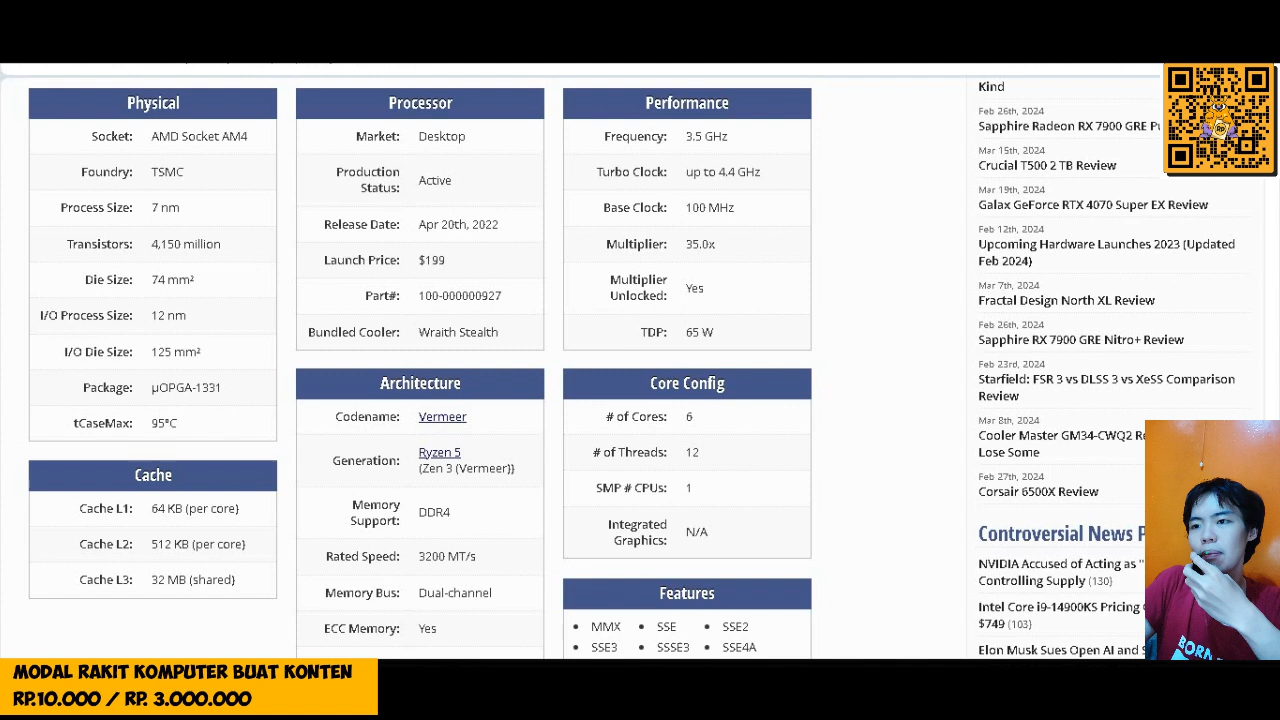 Physical
Socket: AMD Socket AM4
Foundry: TSMC
Process Size: 7 nm
Transistors: 4,150 million
Die Size: 74 mm²
I/O Process Size: 12 nm
I/O Die Size: 125 mm²
Package: µOPGA-1331
tCaseMax: 95°C
Cache
Cache L1: 64 KB (per core)
Cache L2: 512 KB (per core)
Cache L3: 32 MB (shared)
Processor
Market: Desktop
Production
Status: Active
Release Date: Apr 20th, 2022
Launch Price: $199
Part#: 100-000000927
Bundled Cooler: Wraith Stealth
Architecture
Codename: Vermeer
Generation: Ryzen 5
(Zen 3 (Vermeer))
Memory
Support: DDR4
Rated Speed: 3200 MT/s
Memory Bus: Dual-channel
ECC Memory: Yes
Performance
Frequency: 3.5 GHz
Turbo Clock: up to 4.4 GHz
Base Clock: 100 MHz
Multiplier: 35.0x
Multiplier
Unlocked: Yes
TDP: 65 W
Core Config
# of Cores: 6
# of Threads: 12
SMP # CPUs: 1
Integrated
Graphics: N/A
Features
MMX SSE SSE2
SSE3 SSSE3 SSE4A
Kind
Feb 26th, 2024
Sapphire Radeon RX 7900 GRE
Mar 15th, 2024
Crucial T500 2 TB Review
Mar 19th, 2024
Galax GeForce RTX 4070 Super EX Review
Feb 12th, 2024
Upcoming Hardware Launches 2023 (Updated
Feb 2024)
Mar 7th, 2024
Fractal Design North XL Review
Feb 26th, 2024
Sapphire RX 7900 GRE Nitro+ Review
Feb 23rd, 2024
Starfield: FSR 3 vs DLSS 3 vs XeSS Comparison
Review
Mar 8th, 2024
Cooler Master GM34-CWQ2
Lose Some
Feb 27th, 2024
Corsair 6500X Review
Controversial News
NVIDIA Accused of Acting as "
Controlling Supply (130)
Intel Core i9-14900KS Pricing
$749 (103)
Elon Musk Sues Open AI and
BORN
MODAL RAKIT KOMPUTER BUAT KONTEN
RP.10.000 / RP. 3.000.000